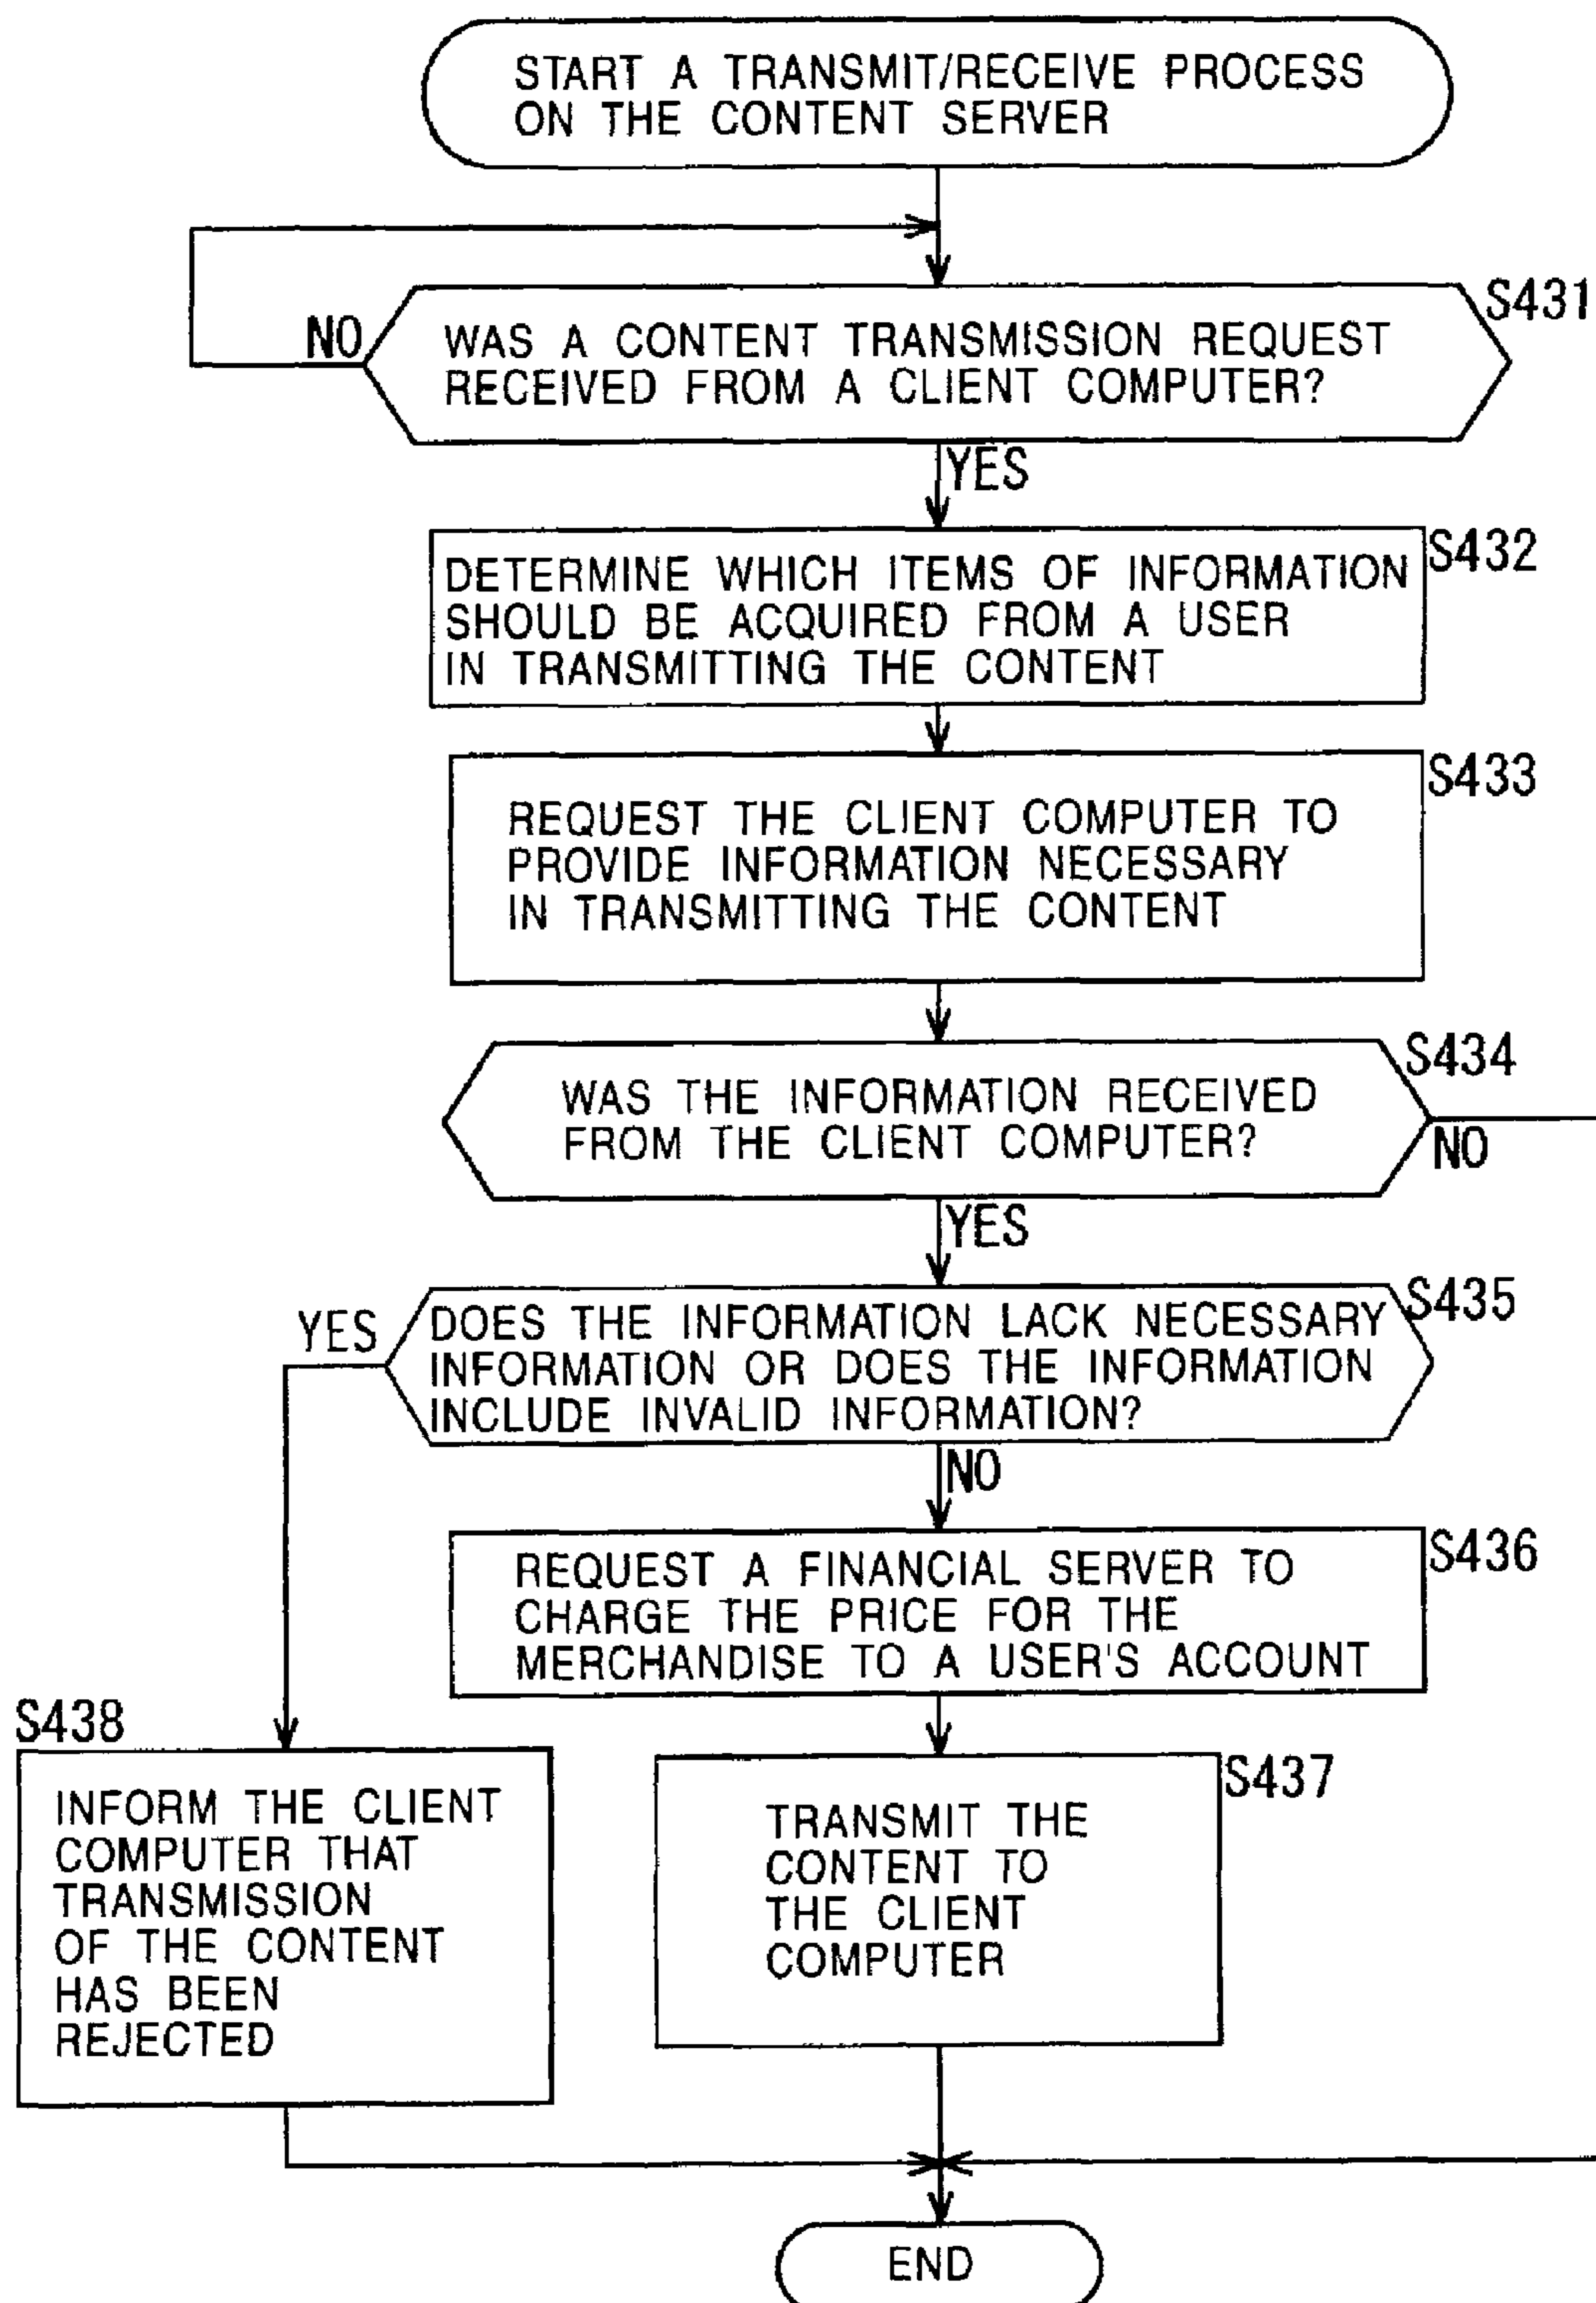 START A TRANSMIT/RECEIVE PROCESS
ON THE CONTENT SERVER
S431
NO
WAS A CONTENT TRANSMISSION REQUEST
RECEIVED FROM A CLIENT COMPUTER?
YES
S432
DETERMINE WHICH ITEMS OF INFORMATION
SHOULD BE ACQUIRED FROM A USER
IN TRANSMITTING THE CONTENT
S433
REQUEST THE CLIENT COMPUTER TO
PROVIDE INFORMATION NECESSARY
IN TRANSMITTING THE CONTENT
S434
WAS THE INFORMATION RECEIVED
FROM THE CLIENT COMPUTER?
NO
YES
S435
YES
DOES THE INFORMATION LACK NECESSARY
INFORMATION OR DOES THE INFORMATION
INCLUDE INVALID INFORMATION?
NO
S436
REQUEST A FINANCIAL SERVER TO
CHARGE THE PRICE FOR THE
MERCHANDISE TO A USER'S ACCOUNT
S438
INFORM THE CLIENT
COMPUTER THAT
TRANSMISSION
OF THE CONTENT
HAS BEEN
REJECTED
S437
TRANSMIT THE
CONTENT TO
THE CLIENT
COMPUTER
END